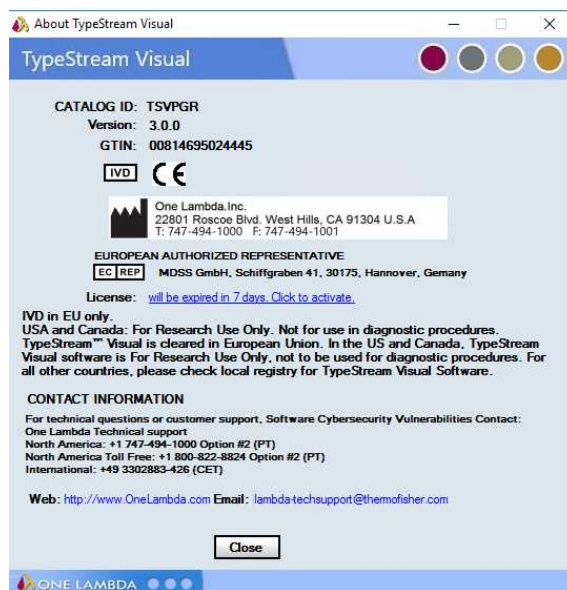 About TypeStream Visual
TypeStream Visual
CATALOG ID: TSVPGR
Version: 3.0.0
GTIN: 00814695024445
IVD CE
One Lambda,Inc.
22801 Roscoe Blvd. West Hills, CA 91304 U.S.A
T: 747-494-1000 F: 747-494-1001
EUROPEAN AUTHORIZED REPRESENTATIVE
EC REP MDSS GmbH, Schiffgraben 41, 30175, Hannover, Gemany
License: will be expired in 7 days. Click to activate.
IVD in EU only.
USA and Canada: For Research Use Only. Not for use in diagnostic procedures.
TypeStream™ Visual is cleared in European Union. In the US and Canada, TypeStream
Visual software is For Research Use Only, not to be used for diagnostic procedures. For
all other countries, please check local registry for TypeStream Visual Software.
CONTACT INFORMATION
For technical questions or customer support, Software Cybersecurity Vulnerabilities Contact:
One Lambda Technical support
North America: +1 747-494-1000 Option #2 (PT)
North America Toll Free: +1 800-822-8824 Option #2 (PT)
International: +49 3302883-426 (CET)
Web: http://www.OneLambda.com Email: lambda-techsupport@thermofisher.com
Close
ONE LAMBDA